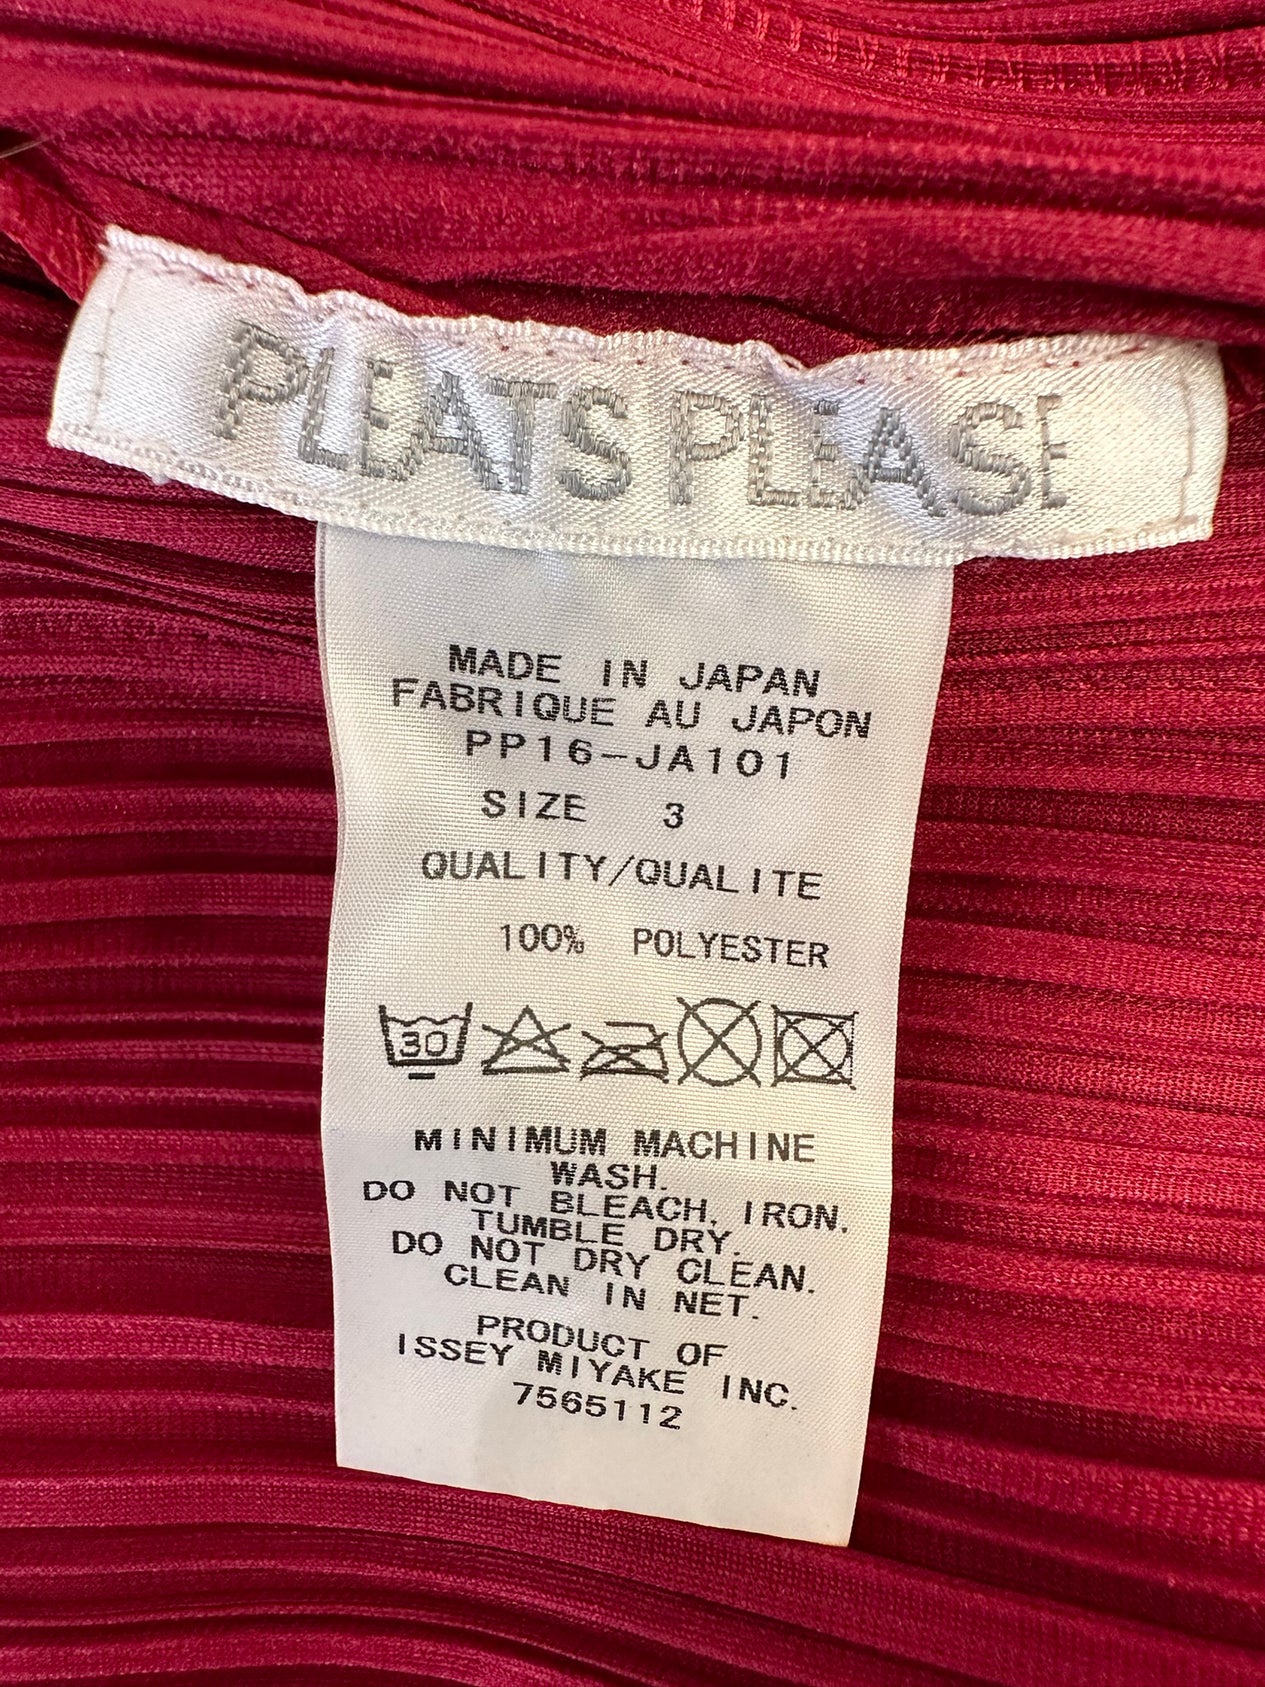 PLEATS PLEASE
MADE IN JAPAN
FABRIQUE AU JAPON
PP16-JA101
SIZE 3
QUALITY/QUALITE
100% POLYESTER
30
MINIMUM MACHINE
WASH.
DO NOT BLEACH. IRON.
TUMBLE DRY.
DO NOT DRY CLEAN.
CLEAN IN NET.
PRODUCT OF
ISSEY MIYAKE INC.
7565112